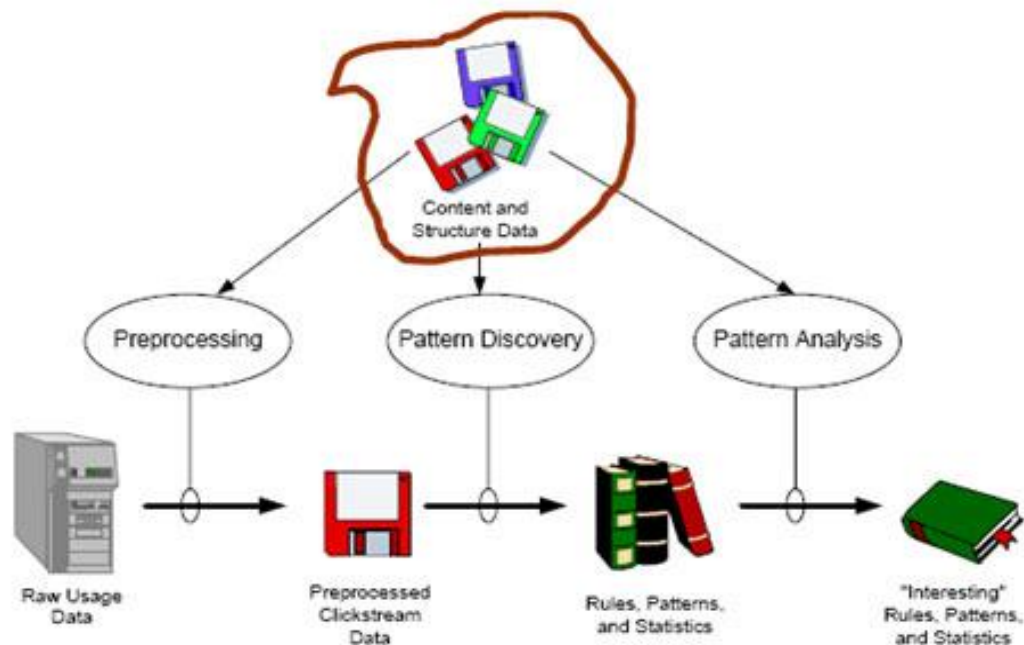 Content and
Structure Data
Preprocessing
Pattern Discovery
Pattern Analysis
Raw Usage
Data
Preprocessed
Clickstream
Data
Rules, Patterns,
and Statistics
"Interesting"
Rules, Patterns,
and Statistics